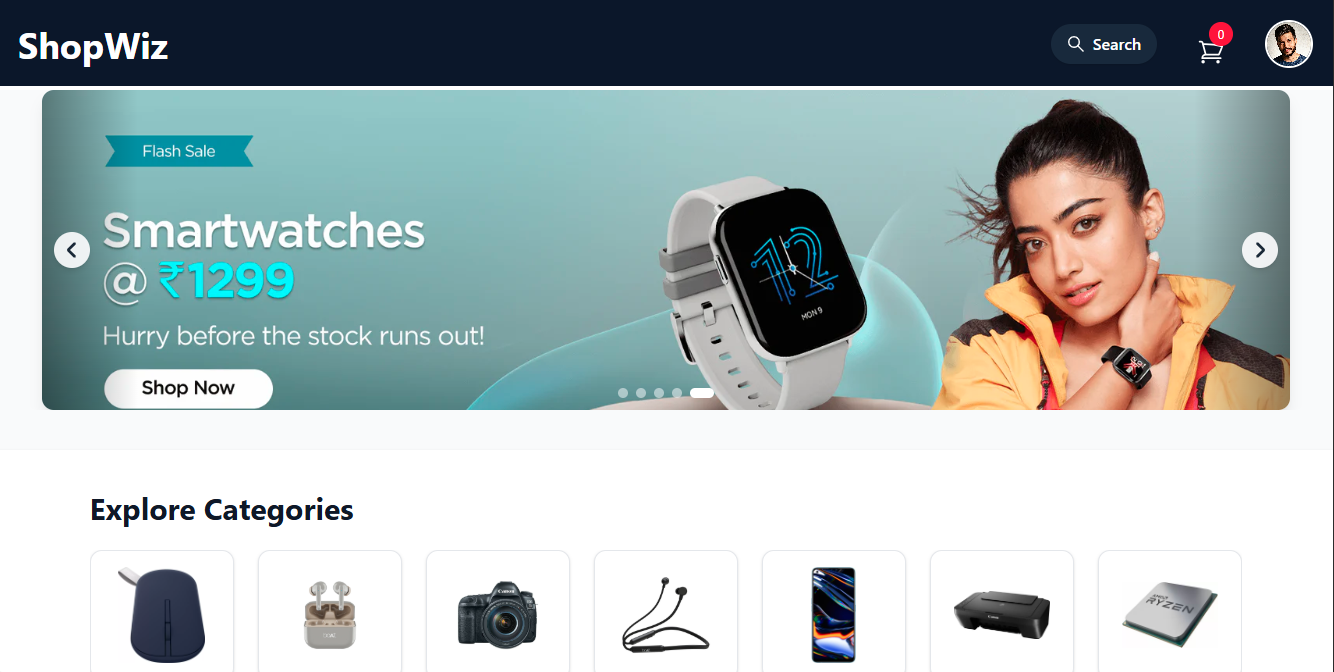 ShopWiz
Search
0
Flash Sale
Smartwatches
@ ₹1299
Hurry before the stock runs out!
Shop Now
12
MON 9
Explore Categories
Canon
AMD
RYZEN